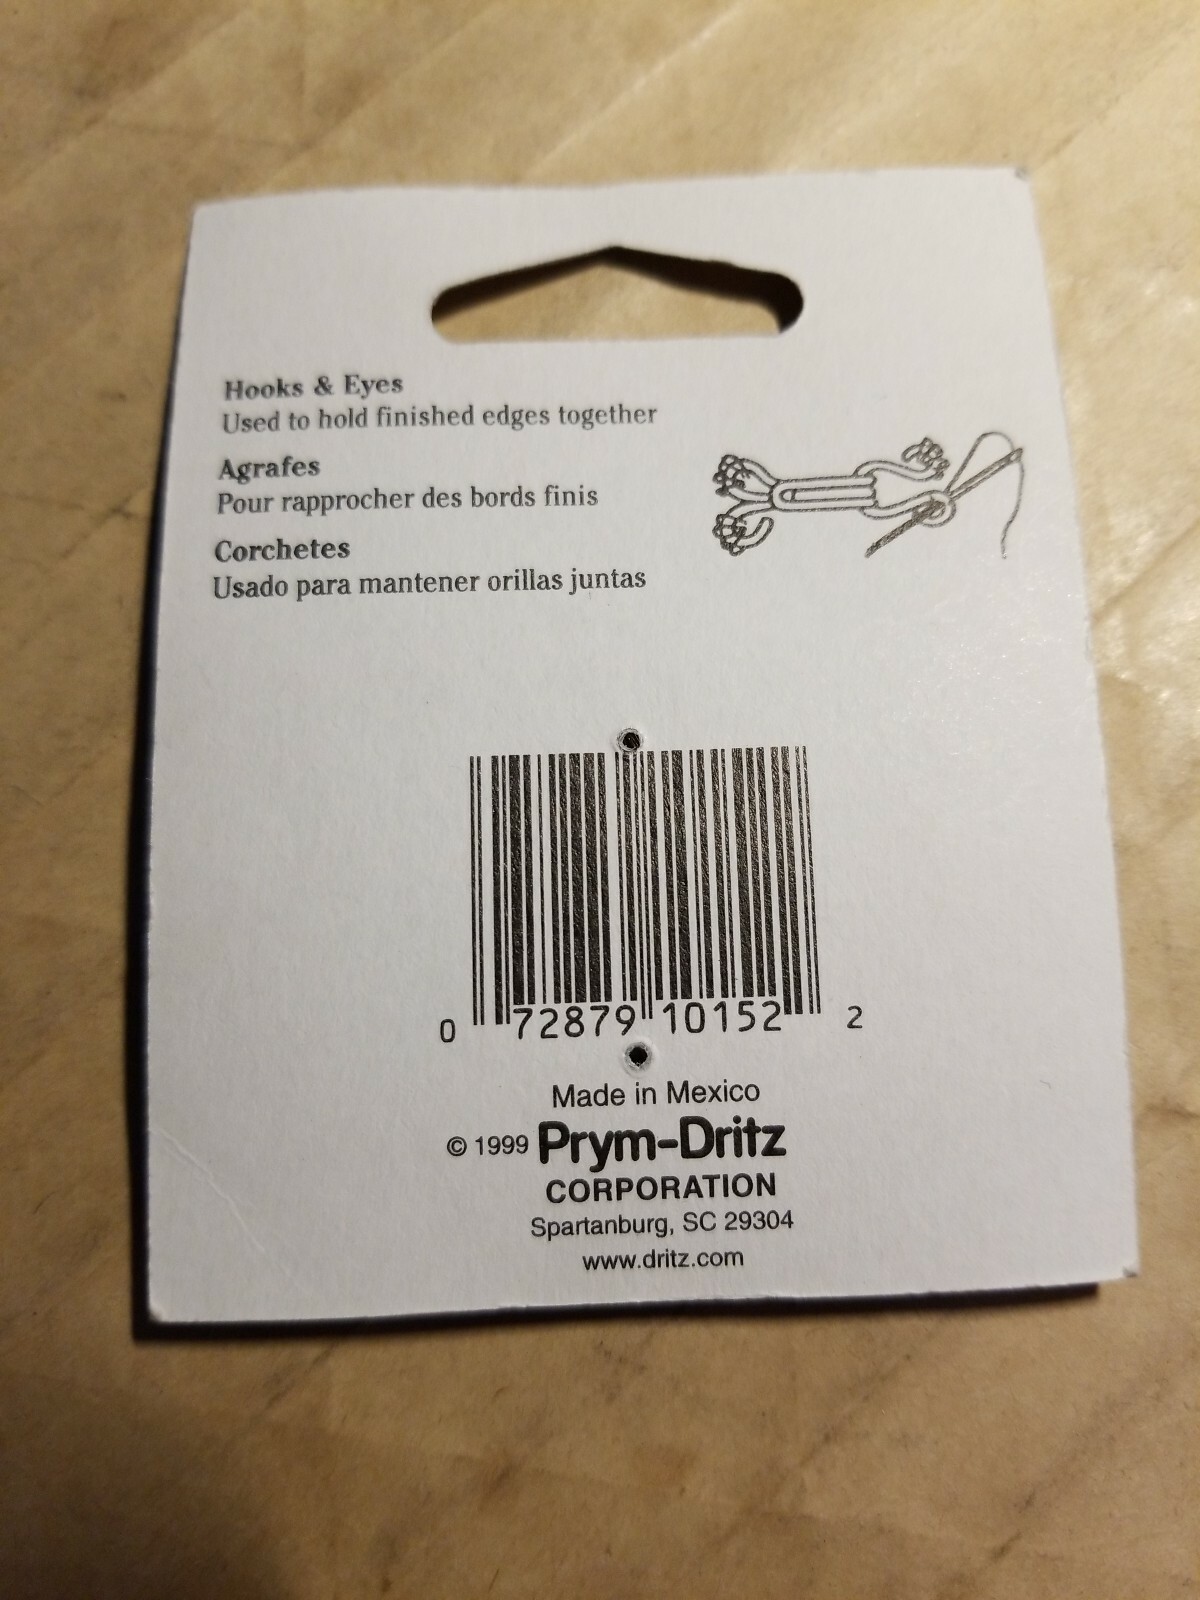 Hooks & Eyes
Used to hold finished edges together
Agrafes
Pour rapprocher des bords finis
Corchetes
Usado para mantener orillas juntas
0 72879 10152 2
Made in Mexico
© 1999 Prym-Dritz
CORPORATION
Spartanburg, SC 29304
www.dritz.com